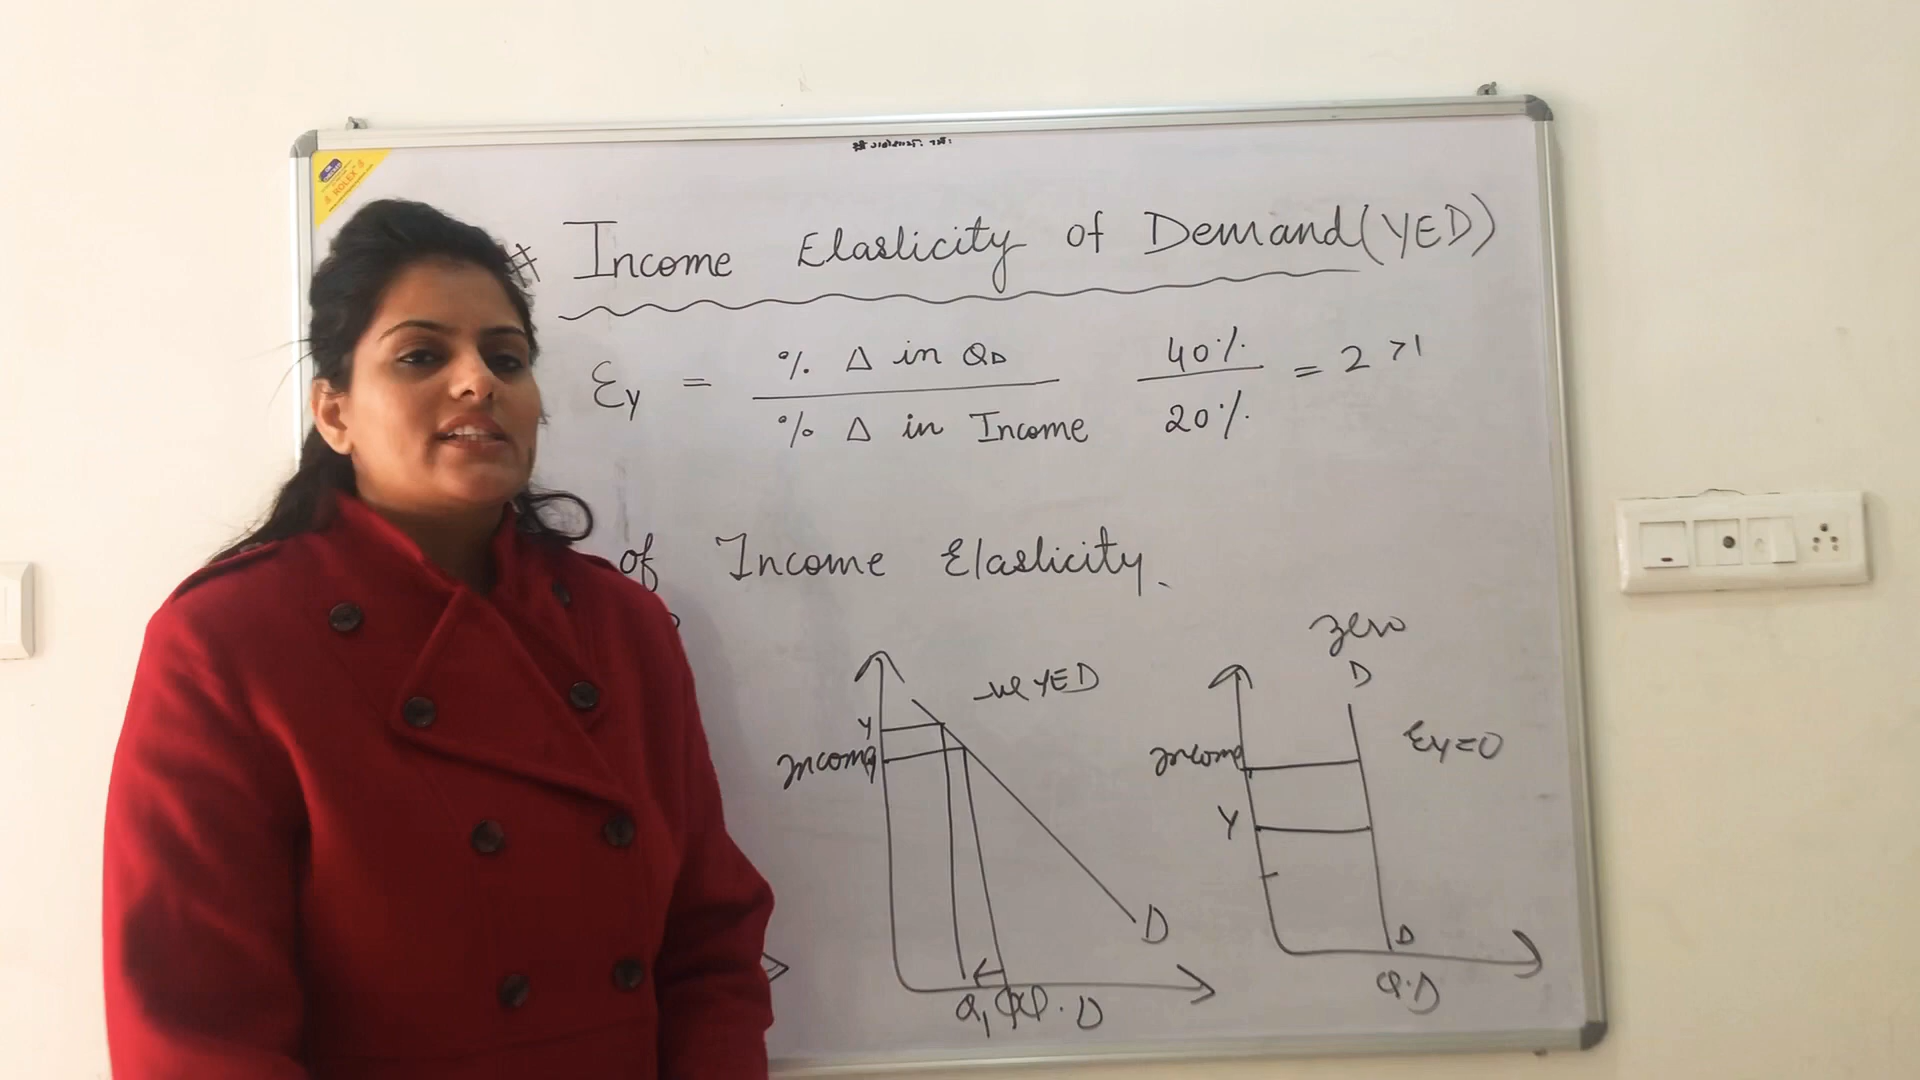 # Income Elasticity of Demand (YED)
Ey = % Δ in QD / % Δ in Income 40% / 20% = 2 >1
of Income Elasticity.
-ve YED
Y
Income
D
Q1
D
zero
D
Income
Y
Ey=0
D
Q.D
ROLEX